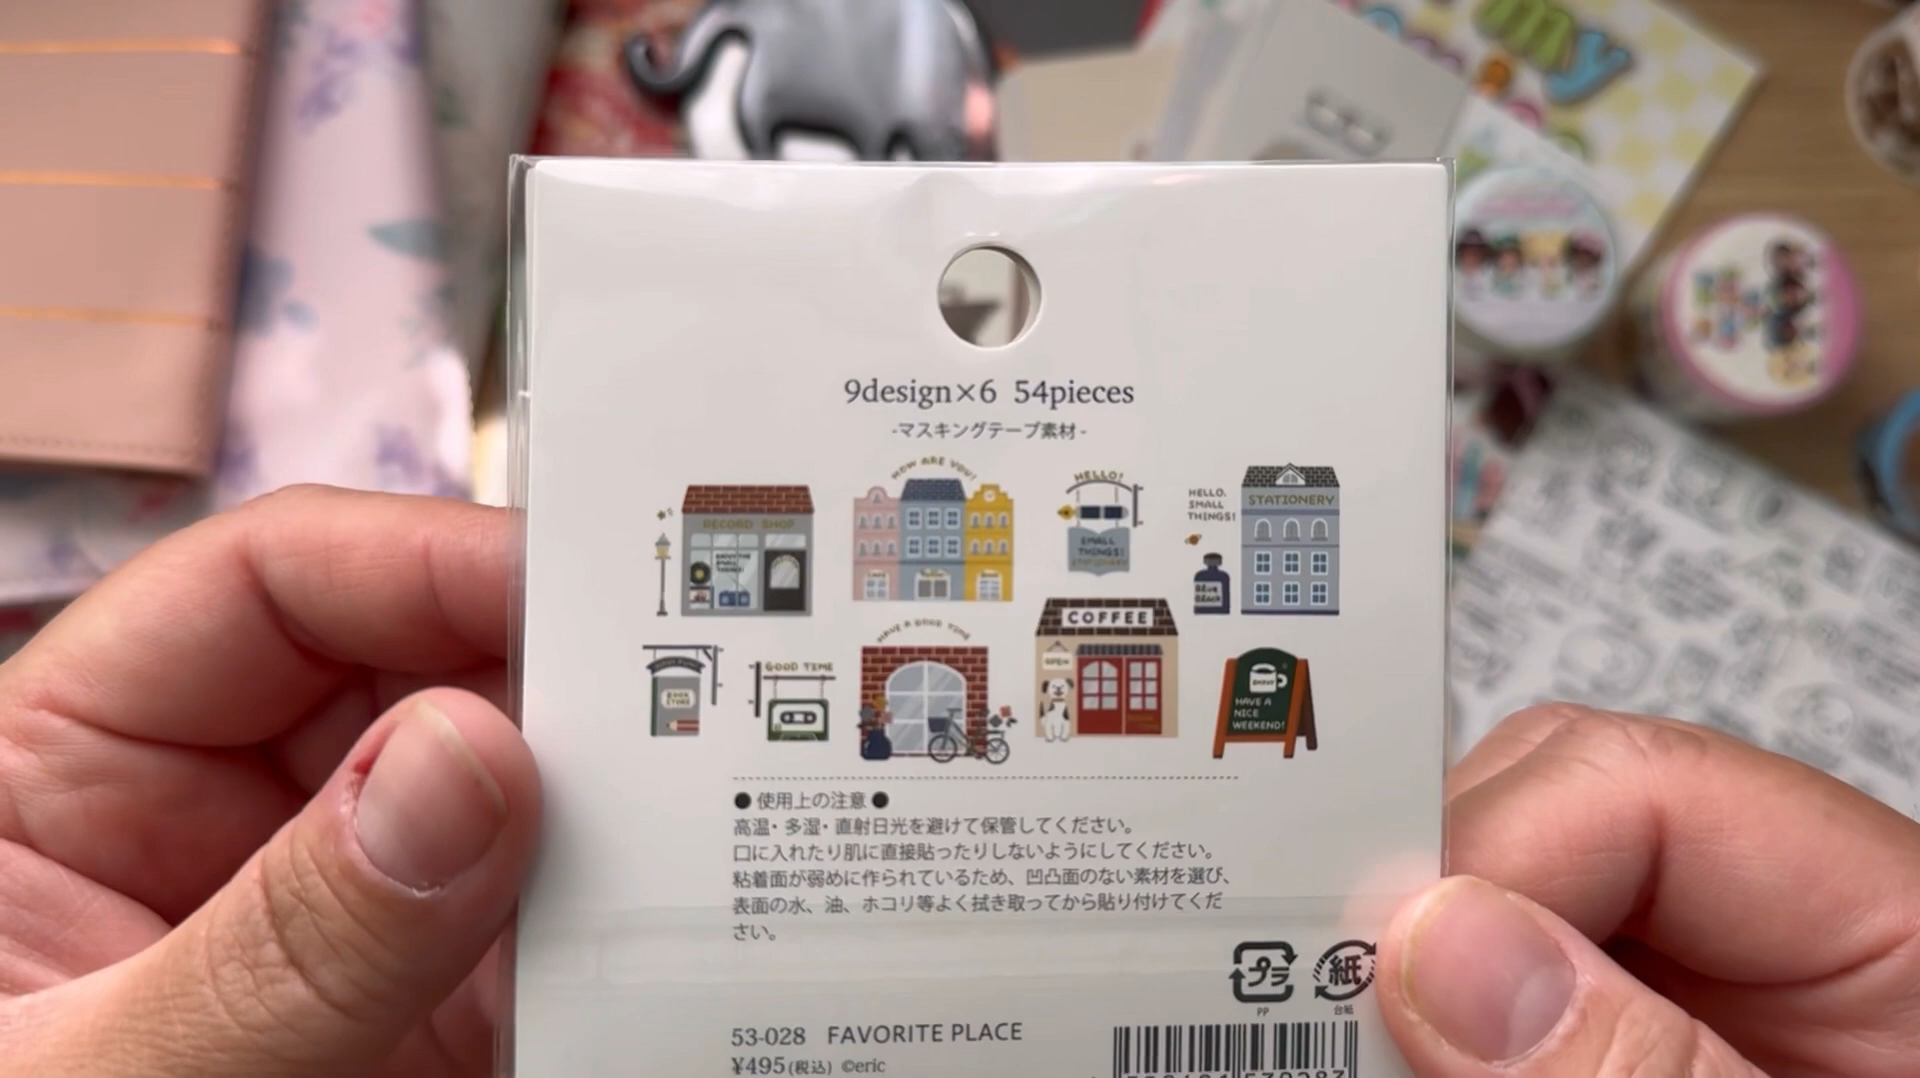 my
9design×6 54pieces
-マスキングテープ素材-
HOW ARE YOU!
HELLO!
HELLO,
SMALL
THINGS!
STATIONERY
RECORD SHOP
SMALL
THINGS!
STATIONERY
HAVE A GOOD TIME
COFFEE
OPEN
BOOK
STORE
GOOD TIME
HAVE A
NICE
WEEKEND!
● 使用上の注意 ●
高温・多湿・直射日光を避けて保管してください。
口に入れたり肌に直接貼ったりしないようにしてください。
粘着面が弱めに作られているため、凹凸面のない素材を選び、
表面の水、油、ホコリ等よく拭き取ってから貼り付けてくだ
さい。
プラ
PP
紙
台紙
53-028 FAVORITE PLACE
¥495(税込) ©eric